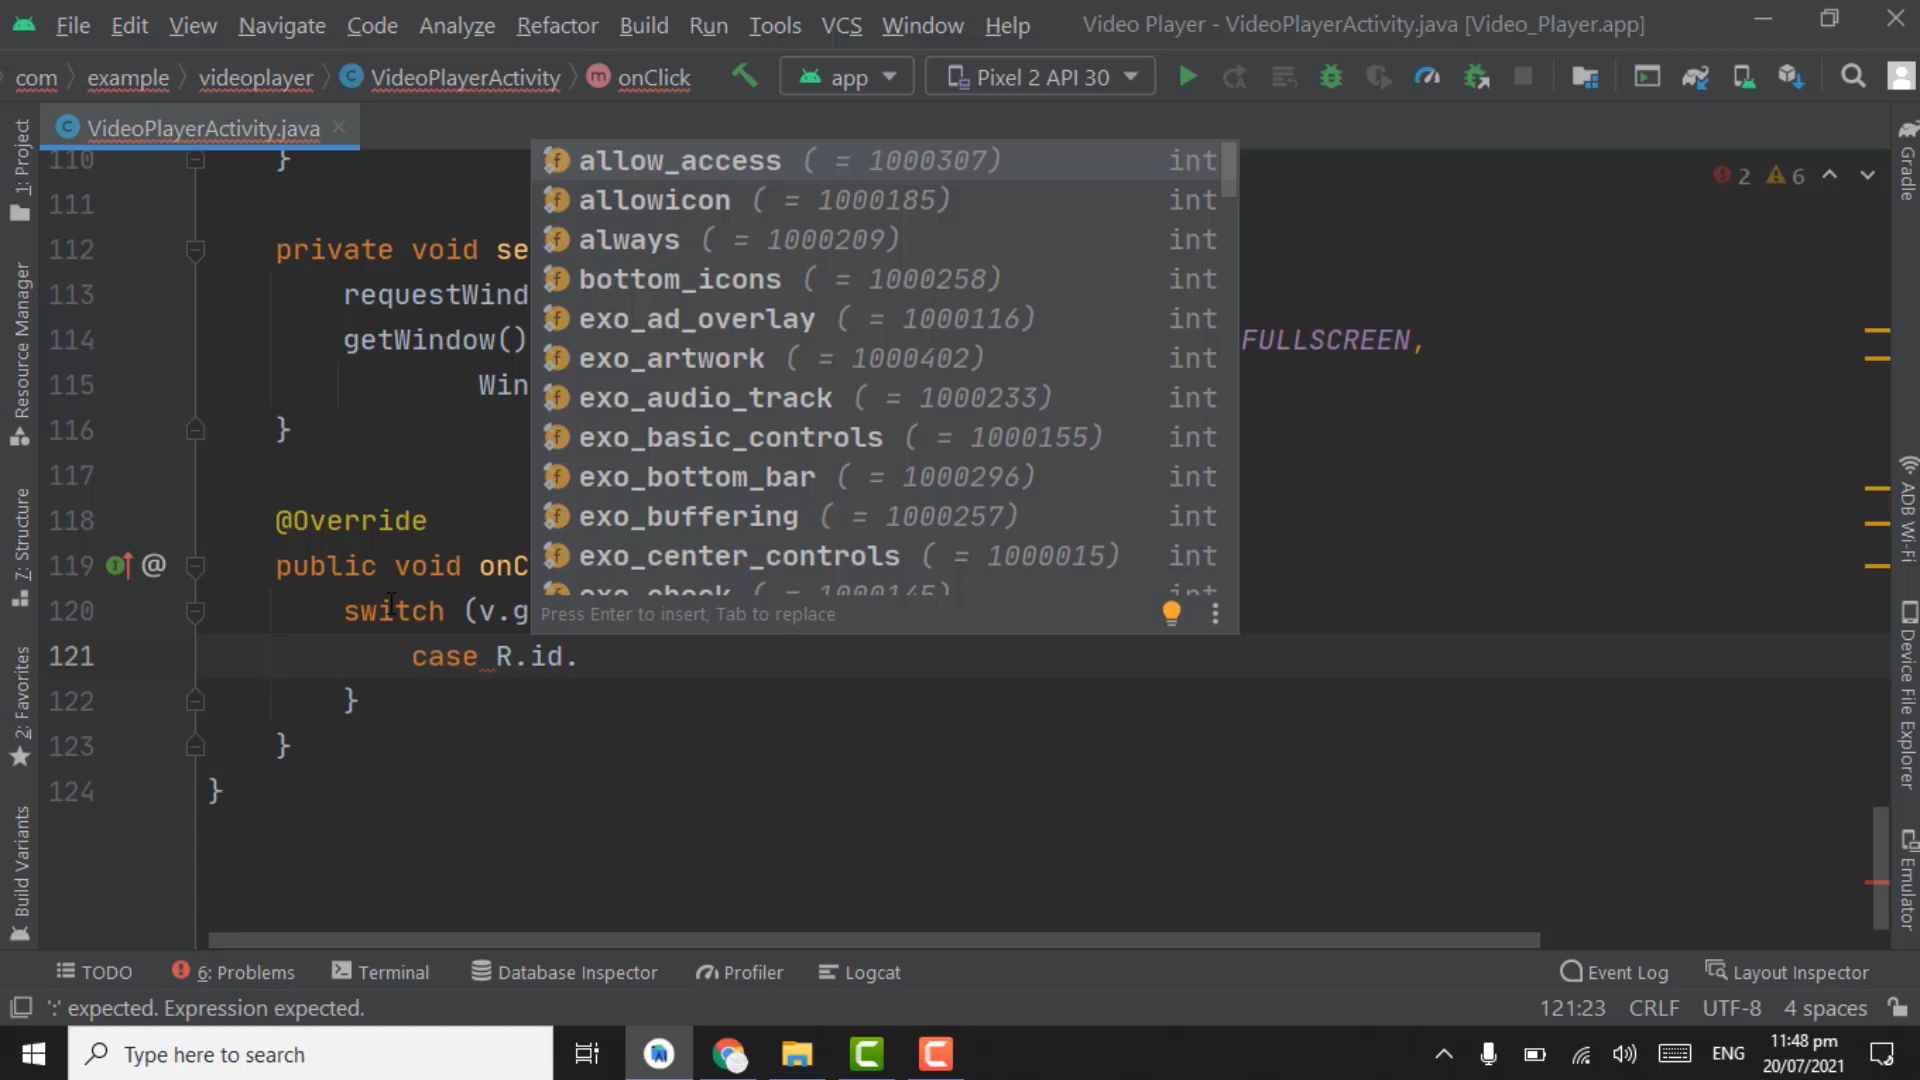 File Edit View Navigate Code Analyze Refactor Build Run Tools VCS Window Help Video Player - VideoPlayerActivity.java [Video_Player.app]
com example videoplayer VideoPlayerActivity onClick app Pixel 2 API 30
VideoPlayerActivity.java
110 }
111
112 private void se
113 requestWind
114 getWindow() FULLSCREEN,
115 Win
116 }
117
118 @Override
119 public void onC
120 switch (v.g
121 case R.id.
122 }
123 }
124 }
allow_access ( = 1000307) int
allowicon ( = 1000185) int
always ( = 1000209) int
bottom_icons ( = 1000258) int
exo_ad_overlay ( = 1000116) int
exo_artwork ( = 1000402) int
exo_audio_track ( = 1000233) int
exo_basic_controls ( = 1000155) int
exo_bottom_bar ( = 1000296) int
exo_buffering ( = 1000257) int
exo_center_controls ( = 1000015) int
exo_check ( = 1000145) int
Press Enter to insert, Tab to replace
2 6
1: Project
Resource Manager
7: Structure
2: Favorites
Build Variants
Gradle
ADB Wi-Fi
Device File Explorer
Emulator
TODO 6: Problems Terminal Database Inspector Profiler Logcat Event Log Layout Inspector
':' expected. Expression expected. 121:23 CRLF UTF-8 4 spaces
Type here to search ENG 11:48 pm
20/07/2021